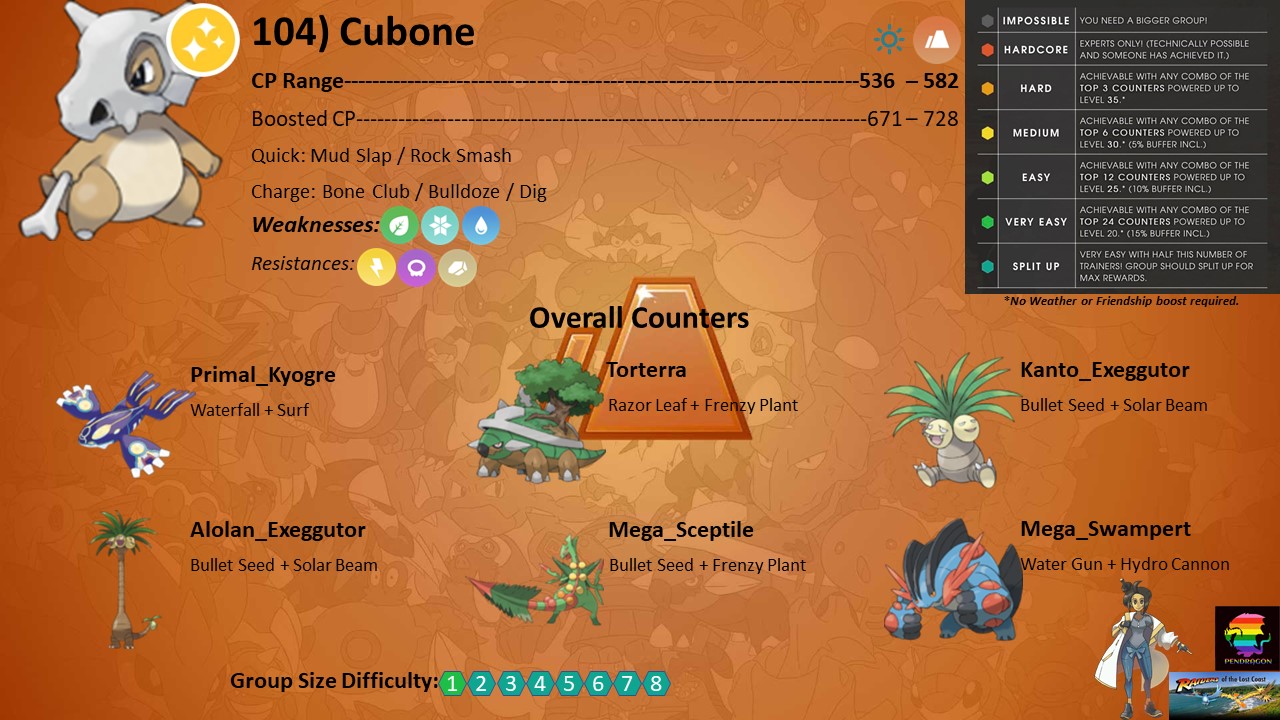 104) Cubone
CP Range-----536 – 582
Boosted CP-----671 – 728
Quick: Mud Slap / Rock Smash
Charge: Bone Club / Bulldoze / Dig
Weaknesses:
Resistances:
IMPOSSIBLE YOU NEED A BIGGER GROUP!
HARDCORE EXPERTS ONLY! (TECHNICALLY POSSIBLE
AND SOMEONE HAS ACHIEVED IT.)
HARD ACHIEVABLE WITH ANY COMBO OF THE
TOP 3 COUNTERS POWERED UP TO
LEVEL 35.*
MEDIUM ACHIEVABLE WITH ANY COMBO OF THE
TOP 6 COUNTERS POWERED UP TO
LEVEL 30.* (5% BUFFER INCL.)
EASY ACHIEVABLE WITH ANY COMBO OF THE
TOP 12 COUNTERS POWERED UP TO
LEVEL 25.* (10% BUFFER INCL.)
VERY EASY ACHIEVABLE WITH ANY COMBO OF THE
TOP 24 COUNTERS POWERED UP TO
LEVEL 20.* (15% BUFFER INCL.)
SPLIT UP VERY EASY WITH HALF THIS NUMBER OF
TRAINERS! GROUP SHOULD SPLIT UP FOR
MAX REWARDS.
*No Weather or Friendship boost required.
Overall Counters
Primal_Kyogre
Waterfall + Surf
Torterra
Razor Leaf + Frenzy Plant
Kanto_Exeggutor
Bullet Seed + Solar Beam
Alolan_Exeggutor
Bullet Seed + Solar Beam
Mega_Sceptile
Bullet Seed + Frenzy Plant
Mega_Swampert
Water Gun + Hydro Cannon
Group Size Difficulty: 1 2 3 4 5 6 7 8
PENDRAGON
RAIDERS of the Lost Coast